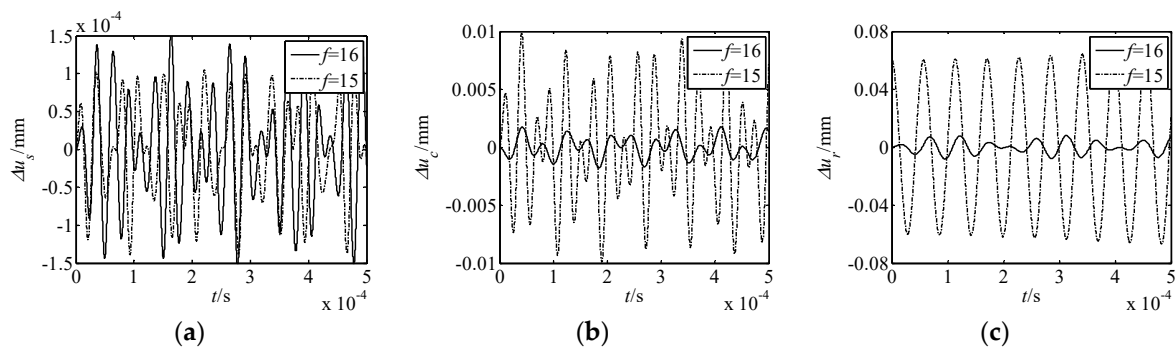 x 10⁻⁴
1.5
1
0.5
0
-0.5
-1
-1.5
Δuₛ/mm
f=16
f=15
0 1 2 3 4 5
t/s
x 10⁻⁴
(a)
0.01
0.005
0
-0.005
-0.01
Δu_c/mm
f=16
f=15
0 1 2 3 4 5
t/s
x 10⁻⁴
(b)
0.08
0.04
0
-0.04
-0.08
Δuᵣ/mm
f=16
f=15
0 1 2 3 4 5
t/s
x 10⁻⁴
(c)